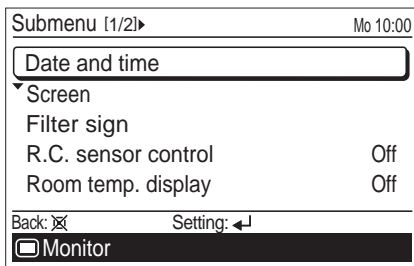 Submenu [1/2]▸ Mo 10:00
Date and time
Screen
Filter sign
R.C. sensor control Off
Room temp. display Off
Back: Setting:
Monitor